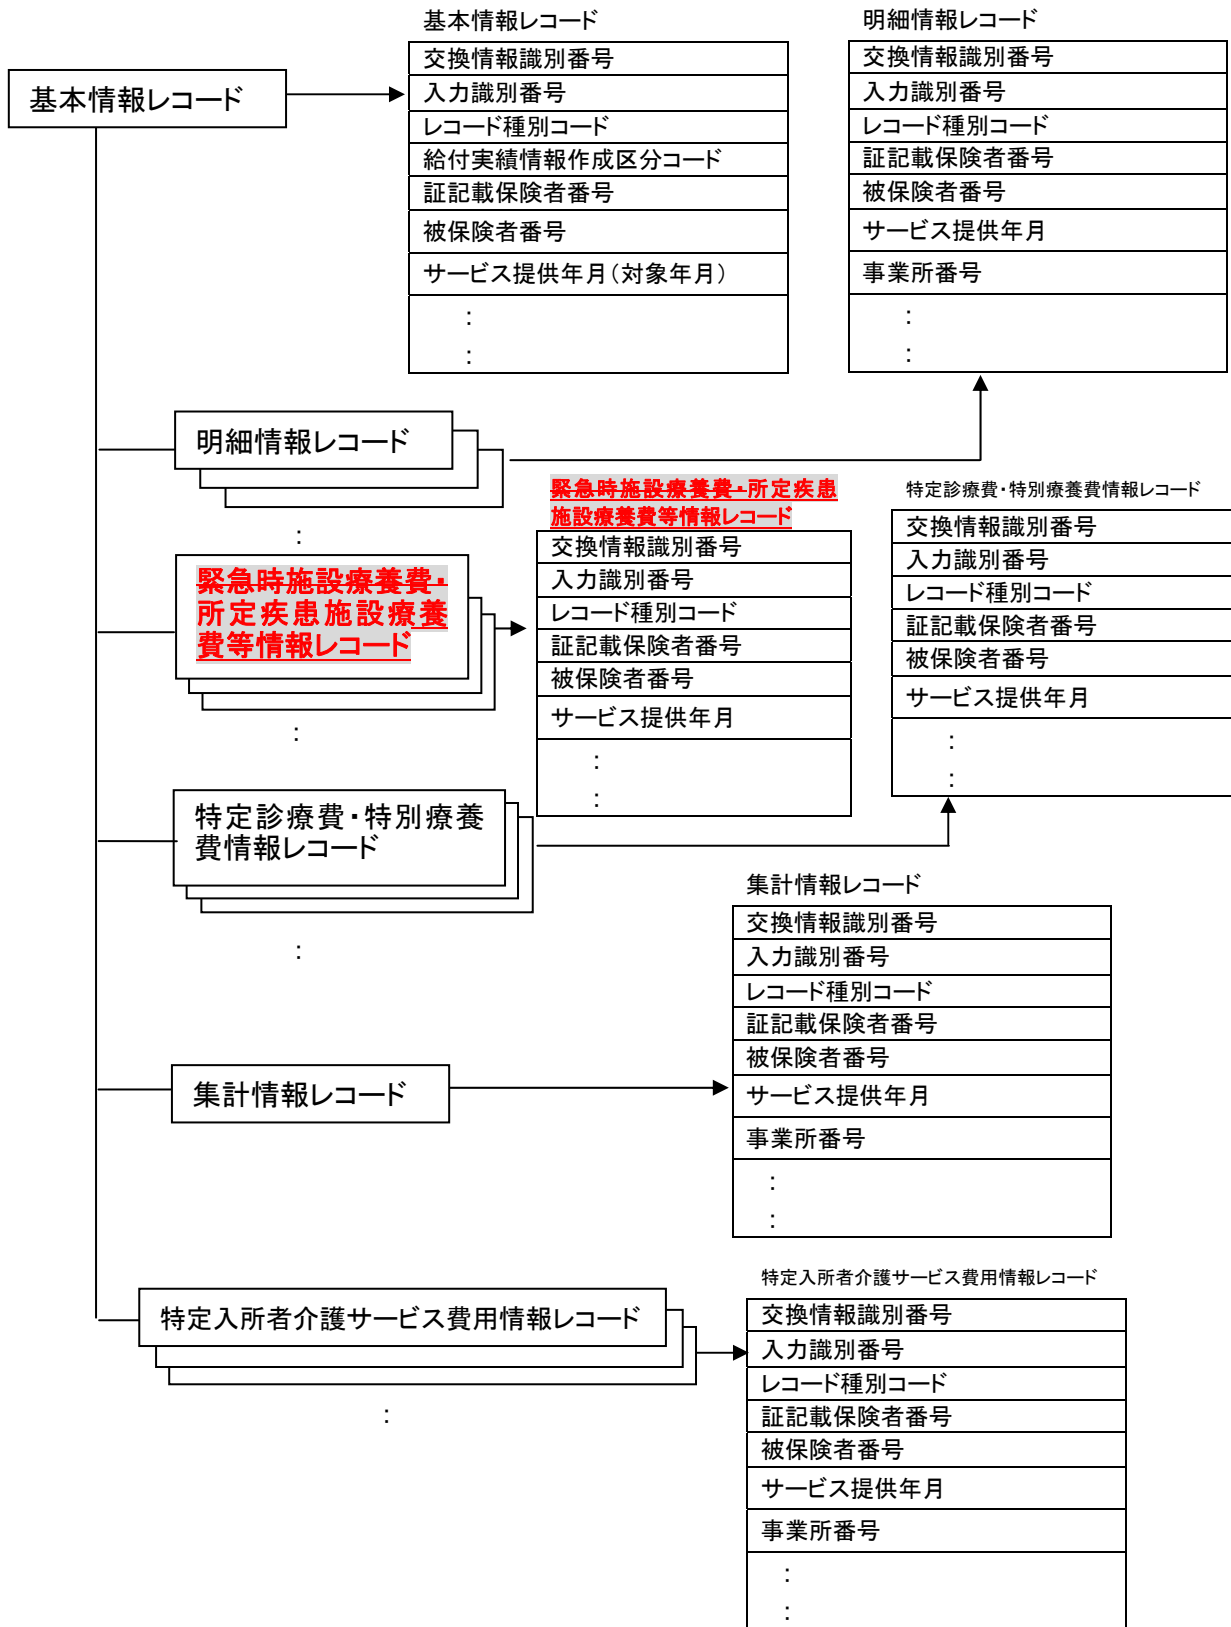 基本情報レコード
基本情報レコード
交換情報識別番号
入力識別番号
レコード種別コード
給付実績情報作成区分コード
証記載保険者番号
被保険者番号
サービス提供年月(対象年月)
:
:
明細情報レコード
交換情報識別番号
入力識別番号
レコード種別コード
証記載保険者番号
被保険者番号
サービス提供年月
事業所番号
:
:
明細情報レコード
:
緊急時施設療養費・
所定疾患施設療養
費等情報レコード
:
緊急時施設療養費・所定疾患
施設療養費等情報レコード
交換情報識別番号
入力識別番号
レコード種別コード
証記載保険者番号
被保険者番号
サービス提供年月
:
:
特定診療費・特別療養費情報レコード
交換情報識別番号
入力識別番号
レコード種別コード
証記載保険者番号
被保険者番号
サービス提供年月
:
:
特定診療費・特別療養
費情報レコード
:
集計情報レコード
集計情報レコード
交換情報識別番号
入力識別番号
レコード種別コード
証記載保険者番号
被保険者番号
サービス提供年月
事業所番号
:
:
特定入所者介護サービス費用情報レコード
:
特定入所者介護サービス費用情報レコード
交換情報識別番号
入力識別番号
レコード種別コード
証記載保険者番号
被保険者番号
サービス提供年月
事業所番号
:
: